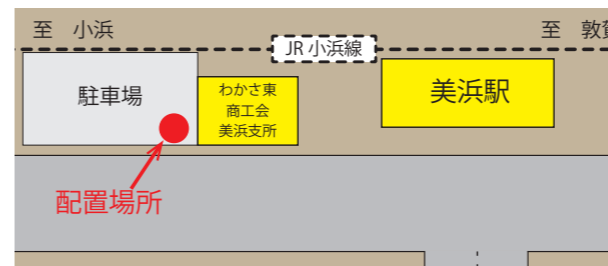 至 小浜
至 敦賀
JR 小浜線
駐車場
わかさ東
商工会
美浜支所
美浜駅
配置場所